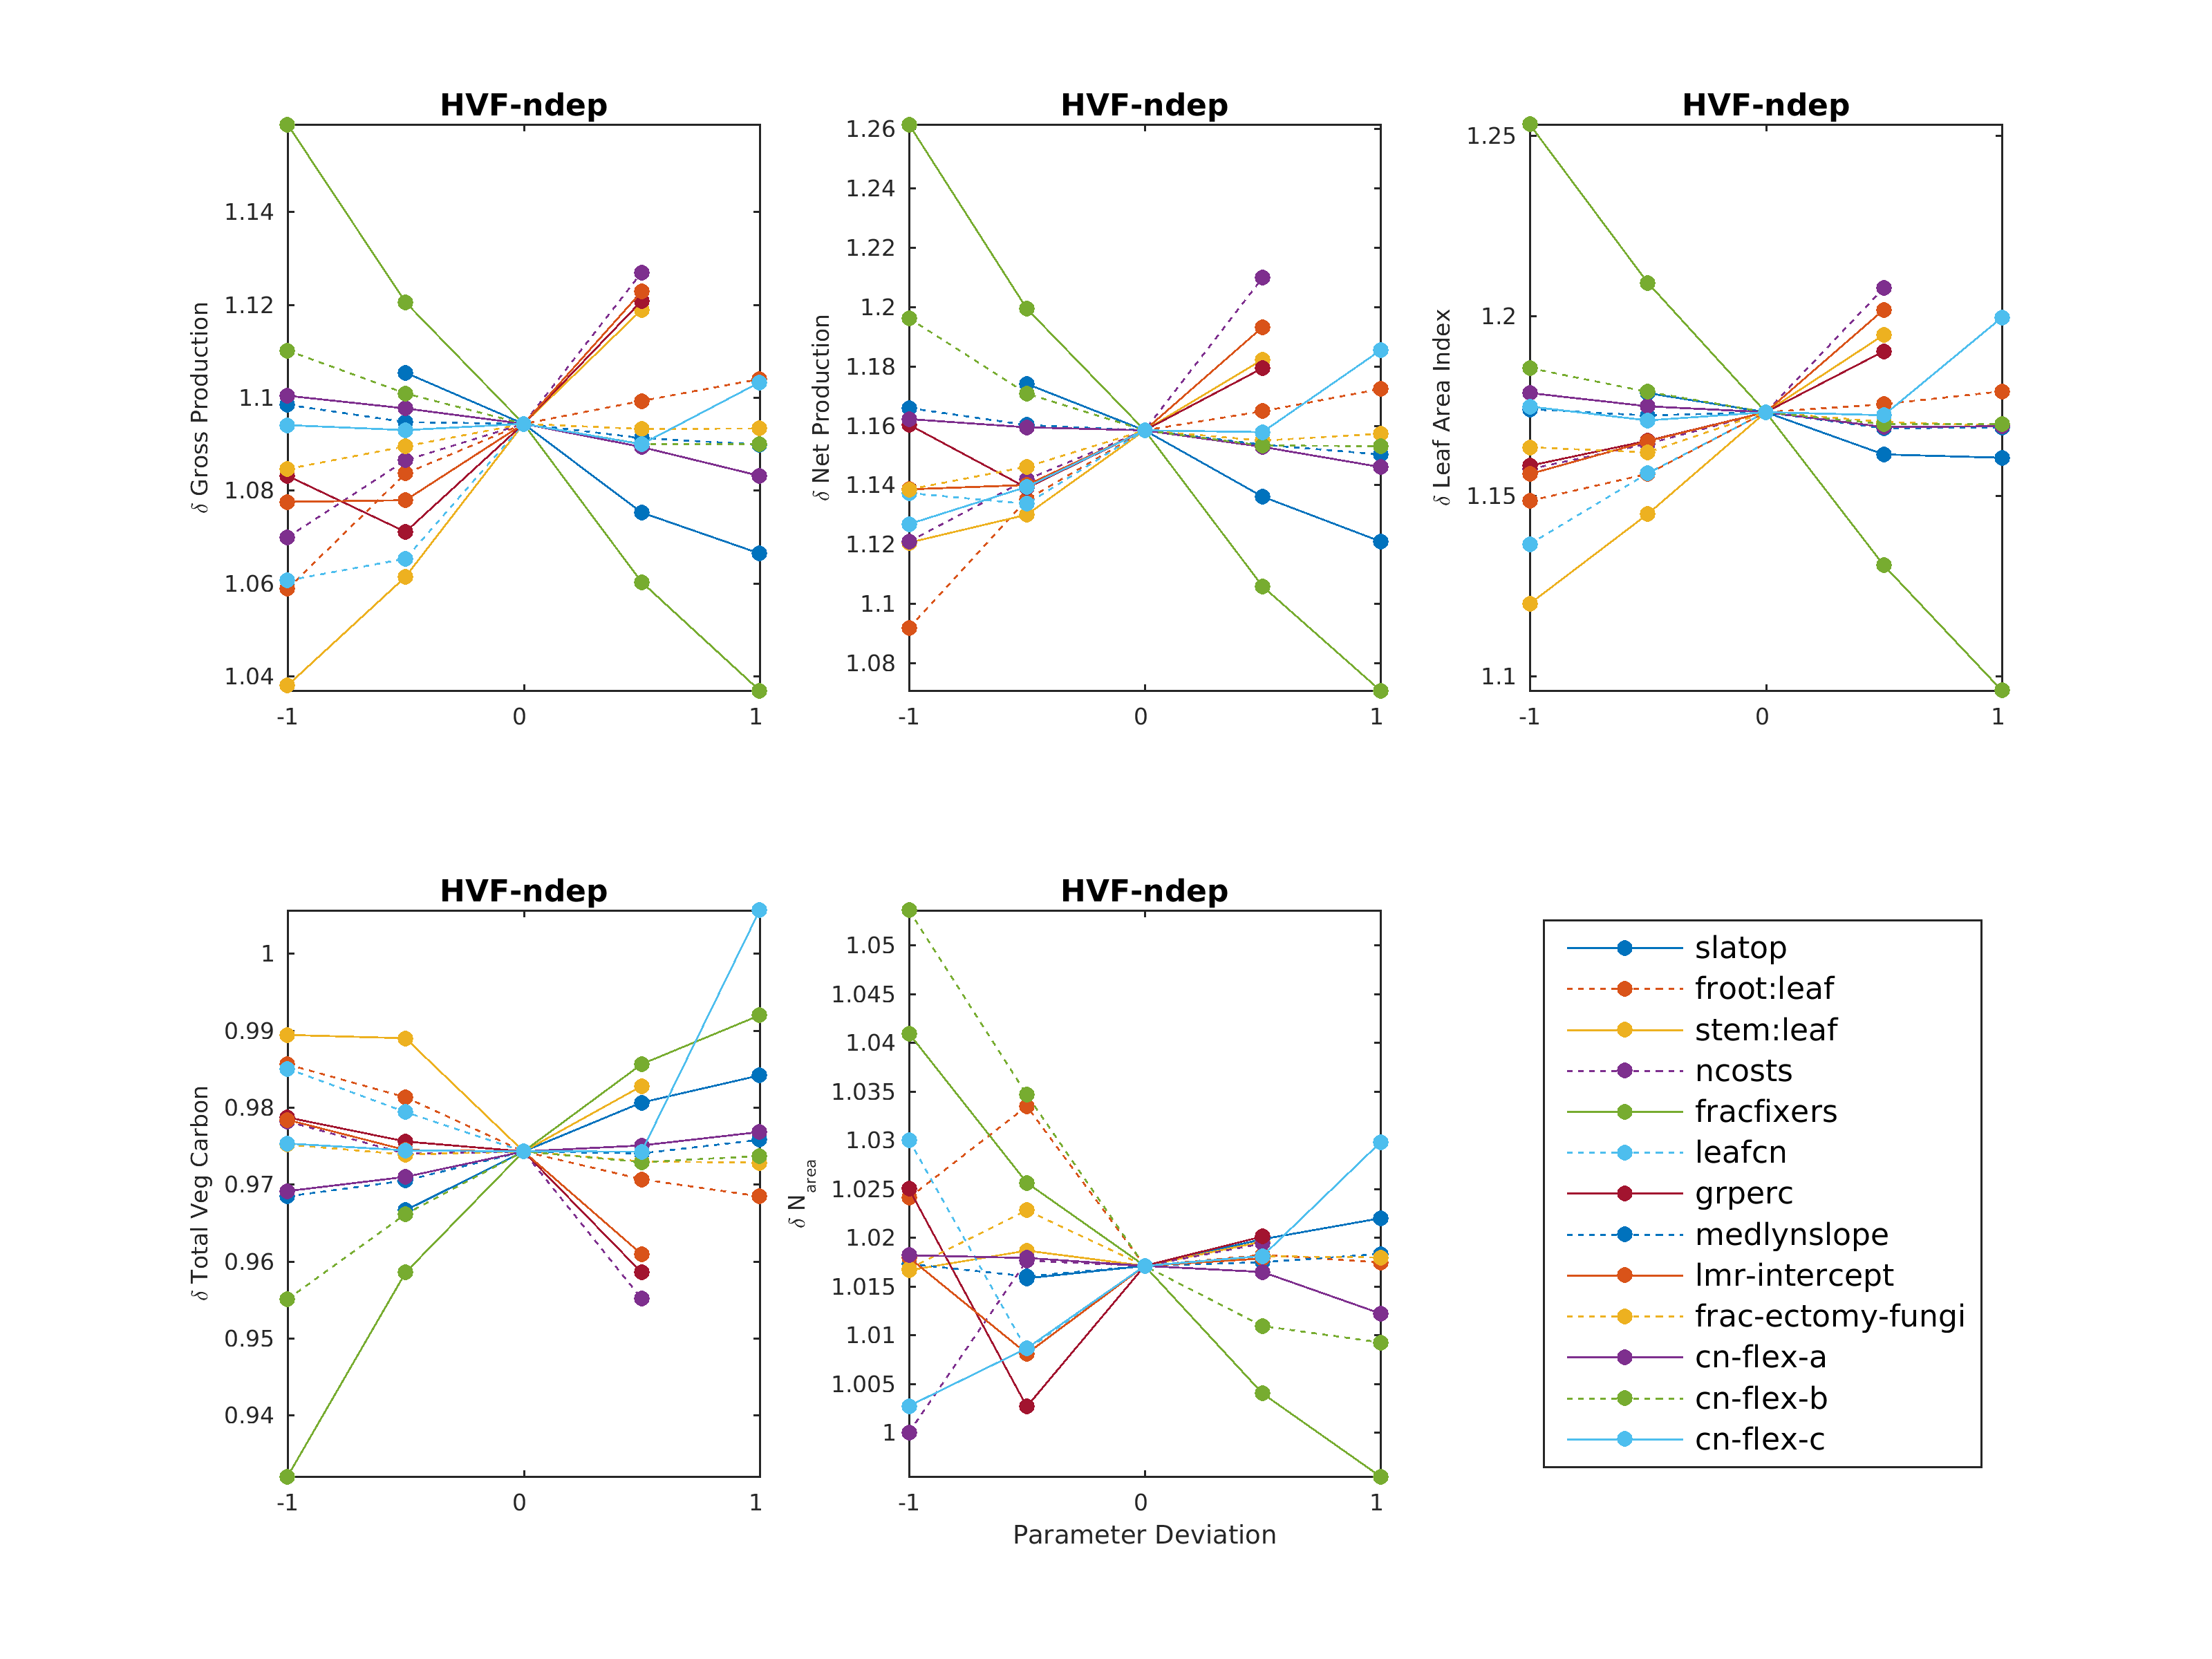 HVF-ndep HVF-ndep HVF-ndep
δ Gross Production
1.14
1.12
1.1
1.08
1.06
1.04
-1 0 1
δ Net Production
1.26
1.24
1.22
1.2
1.18
1.16
1.14
1.12
1.1
1.08
-1 0 1
δ Leaf Area Index
1.25
1.2
1.15
1.1
-1 0 1
HVF-ndep HVF-ndep
δ Total Veg Carbon
1
0.99
0.98
0.97
0.96
0.95
0.94
-1 0 1
δ N area
1.05
1.045
1.04
1.035
1.03
1.025
1.02
1.015
1.01
1.005
1
-1 0 1
Parameter Deviation
slatop
froot:leaf
stem:leaf
ncosts
fracfixers
leafcn
grperc
medlynslope
lmr-intercept
frac-ectomy-fungi
cn-flex-a
cn-flex-b
cn-flex-c